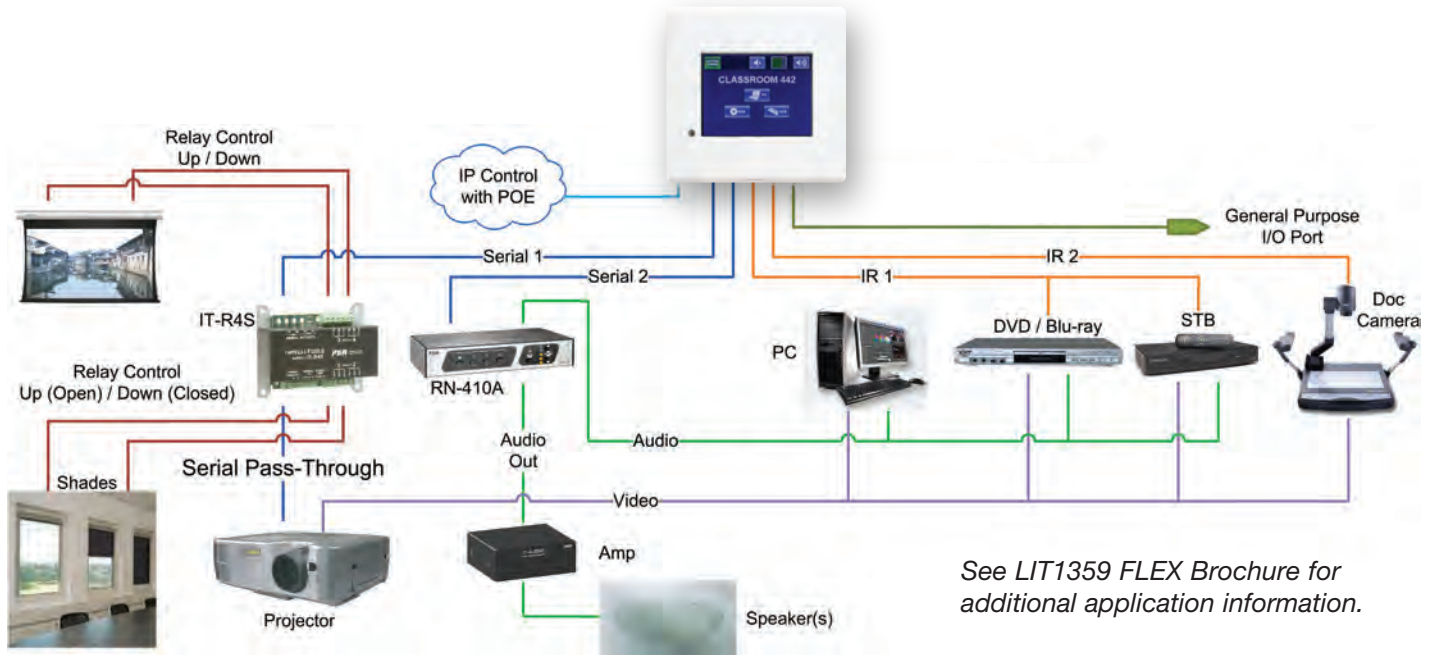 CLASSROOM 442
Relay Control
Up / Down
IP Control
with POE
General Purpose
I/O Port
Serial 1
IR 2
Serial 2
IR 1
IT-R4S
Doc
Camera
DVD / Blu-ray
STB
PC
Relay Control
Up (Open) / Down (Closed)
RN-410A
Audio
Out
Audio
Serial Pass-Through
Shades
Video
Amp
See LIT1359 FLEX Brochure for
additional application information.
Projector
Speaker(s)